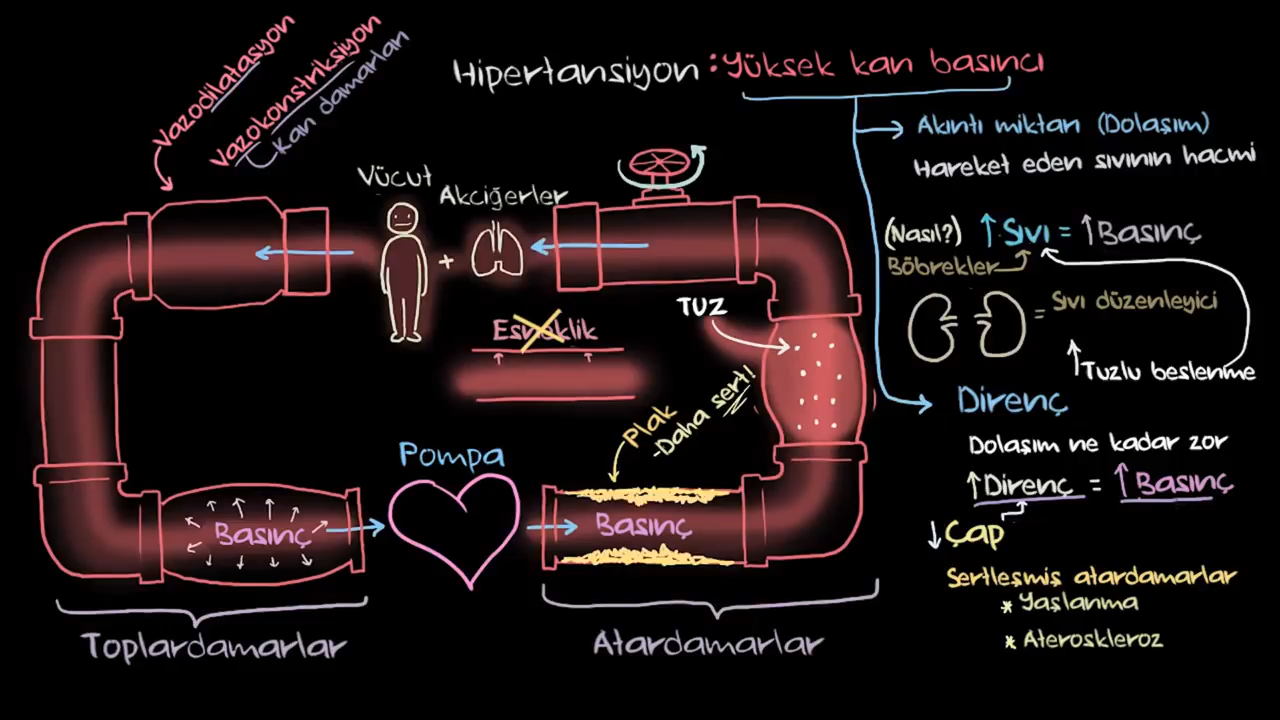 Hipertansiyon : Yüksek kan basıncı
Vazodilatasyon
Vazokonstriksiyon
kan damarları
Akıntı miktarı (Dolaşım)
Hareket eden sıvının hacmi
Vücut
Akciğerler
+
(Nasıl?) ↑ Sıvı = ↑ Basınç
Böbrekler
= Sıvı düzenleyici
↑ Tuzlu beslenme
TUZ
Esneklik
Direnç
Dolaşım ne kadar zor
↑ Direnç = ↑ Basınç
↓ Çap
Sertleşmiş atardamarlar
* Yaşlanma
* Ateroskleroz
Plak
-Daha sert!
Pompa
Basınç
Basınç
Toplardamarlar
Atardamarlar